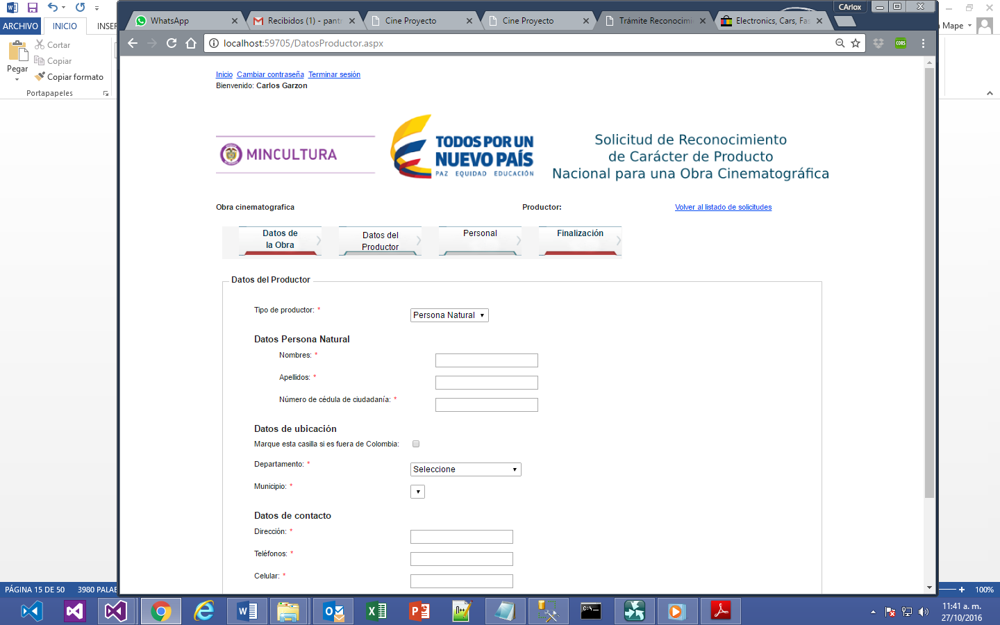 CArlox
WhatsApp
Recibidos (1) - pant
Cine Proyecto
Cine Proyecto
Trámite Reconocimi
Electronics, Cars, Fas
ARCHIVO
INICIO
INSER
Mape
localhost:59705/DatosProductor.aspx
CORS
Cortar
Copiar
Copiar formato
Pegar
Portapapeles
Inicio Cambiar contraseña Terminar sesión
Bienvenido: Carlos Garzon
MINCULTURA
TODOS POR UN
NUEVO PAÍS
PAZ EQUIDAD EDUCACIÓN
Solicitud de Reconocimiento
de Carácter de Producto
Nacional para una Obra Cinematográfica
Obra cinematografica
Productor:
Volver al listado de solicitudes
Datos de
la Obra
Datos del
Productor
Personal
Finalización
Datos del Productor
Tipo de productor: *
Persona Natural
Datos Persona Natural
Nombres: *
Apellidos: *
Número de cédula de ciudadanía: *
Datos de ubicación
Marque esta casilla si es fuera de Colombia:
Departamento: *
Seleccione
Municipio: *
Datos de contacto
Dirección: *
Teléfonos: *
Celular: *
PÁGINA 15 DE 50
3980 PALAB
100%
11:41 a. m.
27/10/2016